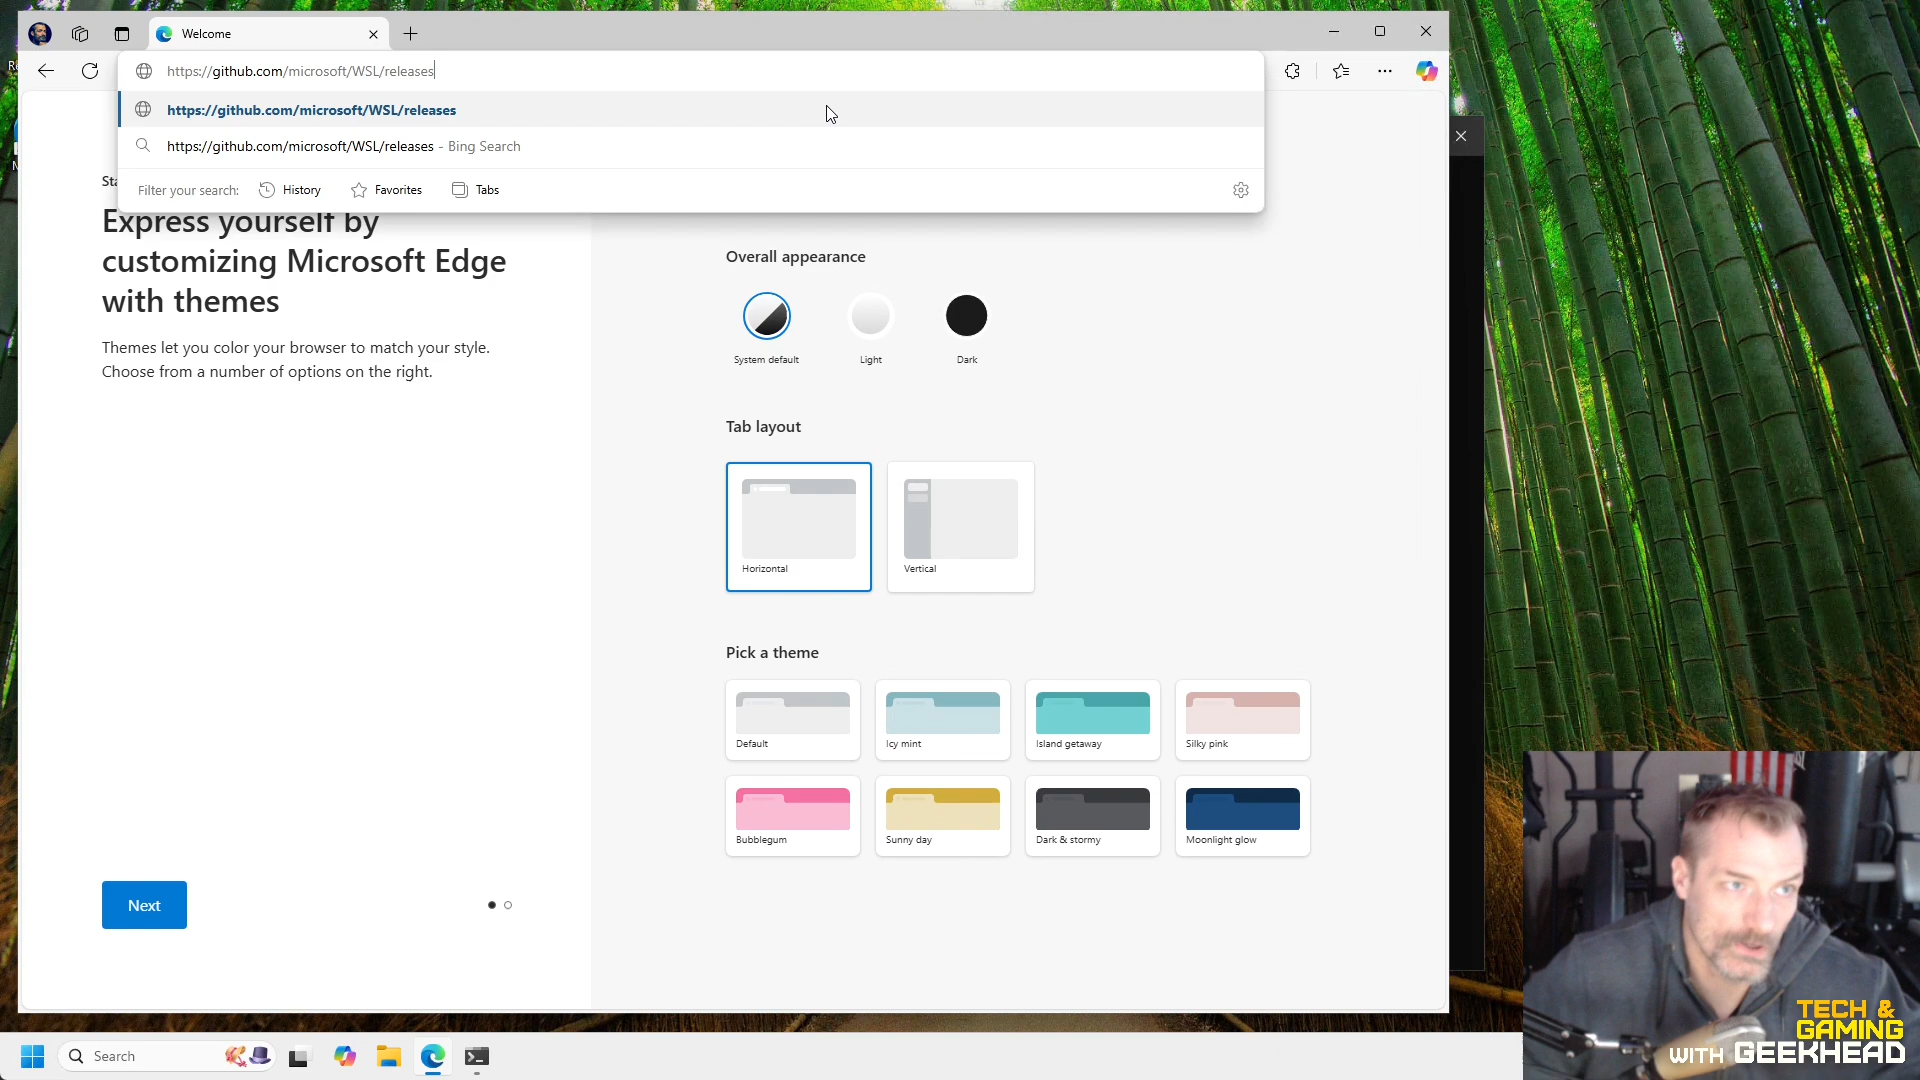 Welcome
https://github.com/microsoft/WSL/releases
https://github.com/microsoft/WSL/releases
https://github.com/microsoft/WSL/releases - Bing Search
Filter your search:
History
Favorites
Tabs
Express yourself by
customizing Microsoft Edge
with themes
Themes let you color your browser to match your style.
Choose from a number of options on the right.
Next
Overall appearance
System default
Light
Dark
Tab layout
Horizontal
Vertical
Pick a theme
Default
Icy mint
Island getaway
Silky pink
Bubblegum
Sunny day
Dark & stormy
Moonlight glow
Search
TECH &
GAMING
WITH GEEKHEAD